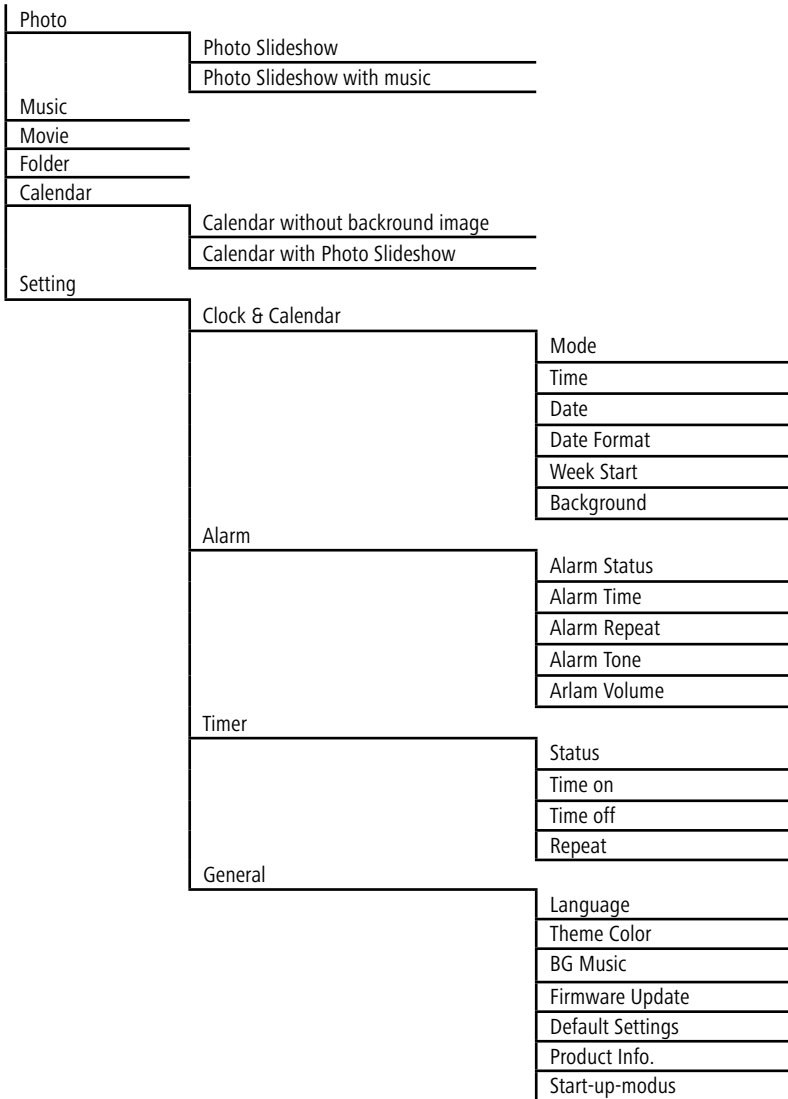 Photo
Photo Slideshow
Photo Slideshow with music
Music
Movie
Folder
Calendar
Calendar without backround image
Calendar with Photo Slideshow
Setting
Clock & Calendar
Mode
Time
Date
Date Format
Week Start
Background
Alarm
Alarm Status
Alarm Time
Alarm Repeat
Alarm Tone
Arlam Volume
Timer
Status
Time on
Time off
Repeat
General
Language
Theme Color
BG Music
Firmware Update
Default Settings
Product Info.
Start-up-modus